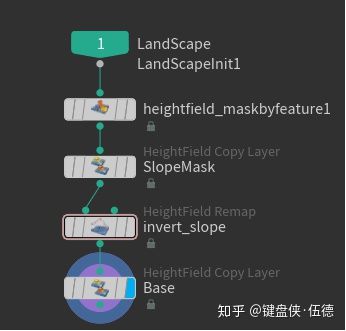 1
LandScape
LandScapeInit1
heightfield_maskbyfeature1
HeightField Copy Layer
SlopeMask
HeightField Remap
invert_slope
HeightField Copy Layer
Base
知乎 @键盘侠·伍德